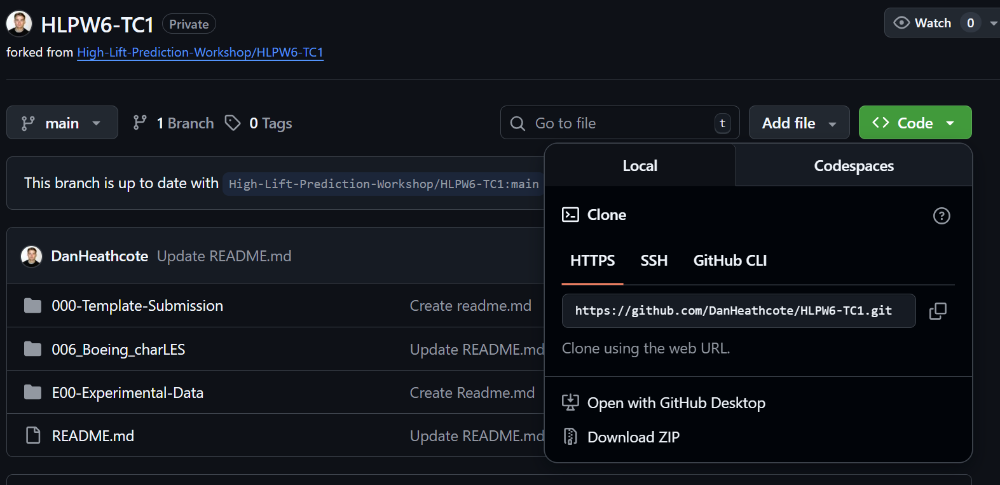 HLPW6-TC1 Private
Watch 0
forked from High-Lift-Prediction-Workshop/HLPW6-TC1
main
1 Branch
0 Tags
Go to file t
Add file
Code
This branch is up to date with High-Lift-Prediction-Workshop/HLPW6-TC1:main
DanHeathcote Update README.md
000-Template-Submission Create readme.md
006_Boeing_charLES Update README.md
E00-Experimental-Data Create Readme.md
README.md Update README.md
Local
Codespaces
Clone
HTTPS
SSH
GitHub CLI
https://github.com/DanHeathcote/HLPW6-TC1.git
Clone using the web URL.
Open with GitHub Desktop
Download ZIP